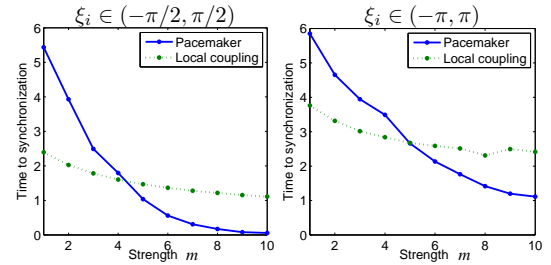 ξ_i ∈ (−π/2, π/2)
6
5
4
3
2
1
0
Time to synchronization
Pacemaker
Local coupling
2 4 6 8 10
Strength m
ξ_i ∈ (−π, π)
6
5
4
3
2
1
0
Time to synchronization
Pacemaker
Local coupling
2 4 6 8 10
Strength m